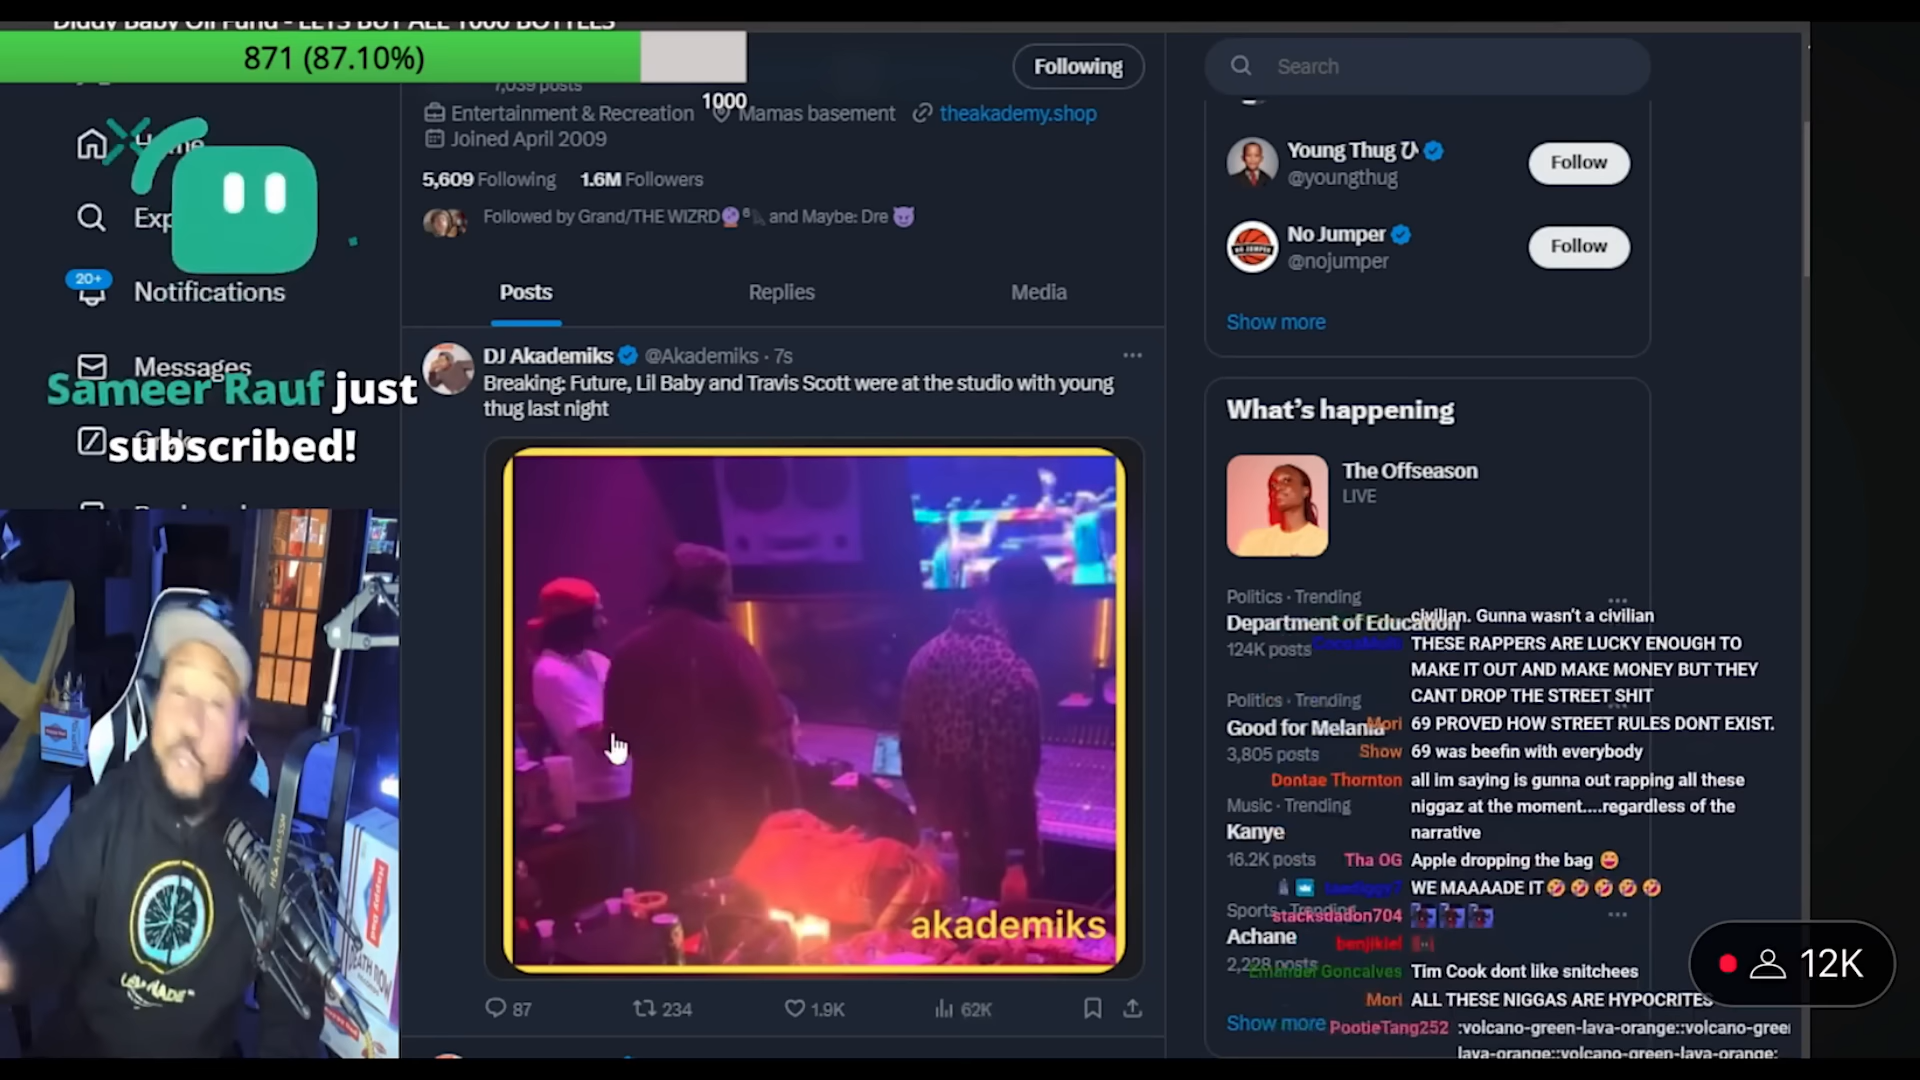 Diddy Baby Oil Fund - LETS BUY ALL 1000 BOTTLES
871 (87.10%)
1000
7,039 posts
Following
Search
Entertainment & Recreation
Mamas basement
theakademy.shop
Joined April 2009
5,609 Following 1.6M Followers
Followed by Grand/THE WIZRD🔮⁶ and Maybe: Dre 😈
Home
Exp
20+
Notifications
Messages
Sameer Rauf just
subscribed!
Posts Replies Media
DJ Akademiks @Akademiks · 7s
Breaking: Future, Lil Baby and Travis Scott were at the studio with young
thug last night
akademiks
87 234 1.9K 62K
Young Thug ひ
@youngthug
Follow
No Jumper
@nojumper
Follow
Show more
What's happening
The Offseason
LIVE
Politics · Trending
Department of Education
124K posts
Politics · Trending
Good for Melania
3,805 posts
Music · Trending
Kanye
16.2K posts
Sports · Trending
Achane
2,228 posts
Show more
civilian. Gunna wasn't a civilian
THESE RAPPERS ARE LUCKY ENOUGH TO
MAKE IT OUT AND MAKE MONEY BUT THEY
CANT DROP THE STREET SHIT
Mori 69 PROVED HOW STREET RULES DONT EXIST.
Show 69 was beefin with everybody
Dontae Thornton all im saying is gunna out rapping all these
niggaz at the moment....regardless of the
narrative
Tha OG Apple dropping the bag 😜
WE MAAAADE IT🤣🤣🤣🤣🤣
stacksdadon704
benjikiel
Emanuel Goncalves Tim Cook dont like snitchees
Mori ALL THESE NIGGAS ARE HYPOCRITES
PootieTang252 :volcano-green-lava-orange::volcano-green
lava-orange::volcano-green-lava-orange:
12K